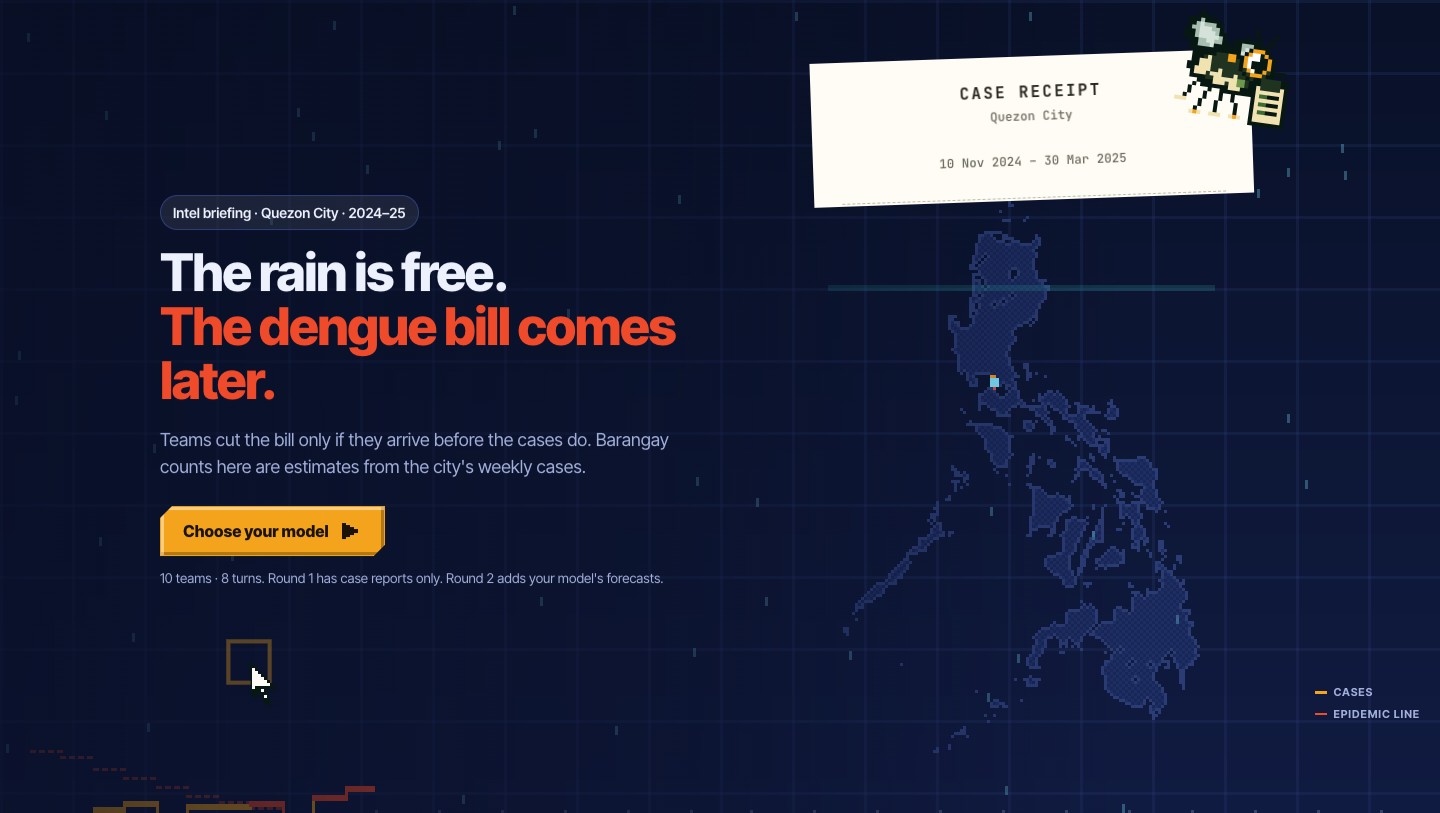 CASE RECEIPT
Quezon City
10 Nov 2024 – 30 Mar 2025
Intel briefing · Quezon City · 2024–25
The rain is free.
The dengue bill comes
later.
Teams cut the bill only if they arrive before the cases do. Barangay
counts here are estimates from the city's weekly cases.
Choose your model
10 teams · 8 turns. Round 1 has case reports only. Round 2 adds your model's forecasts.
CASES
EPIDEMIC LINE